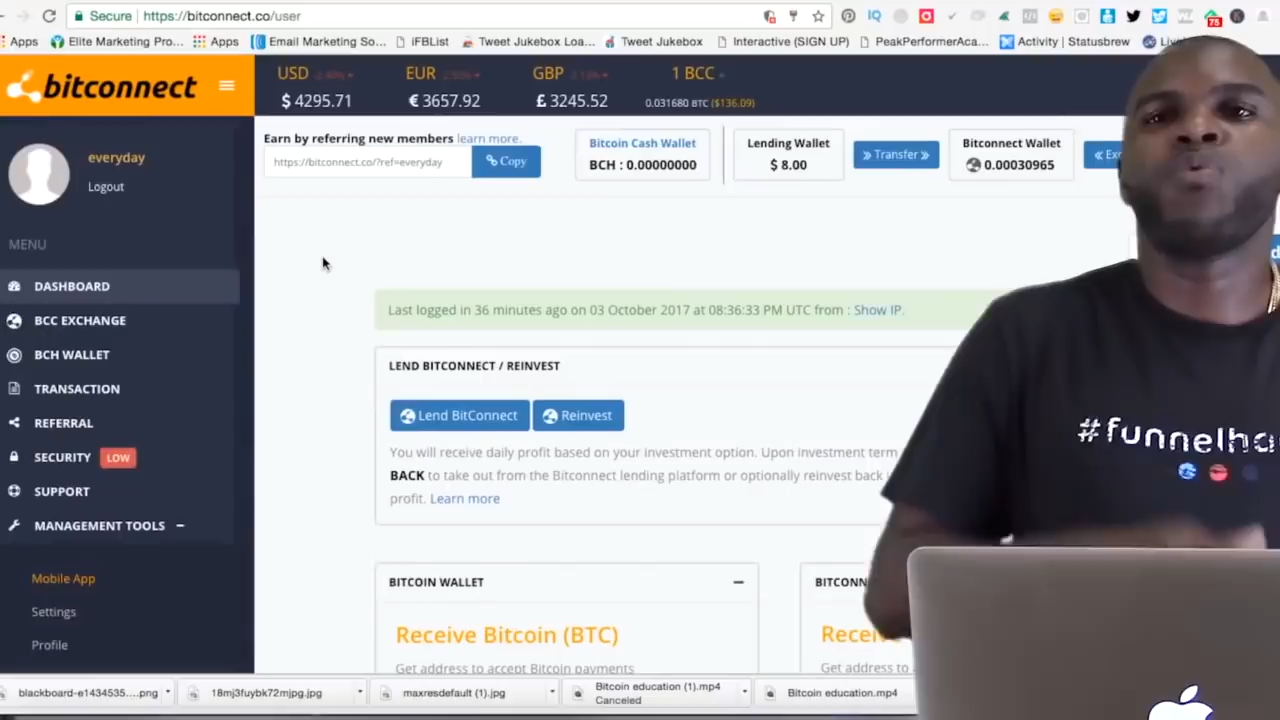 Secure https://bitconnect.co/user
Apps Elite Marketing Pro... Apps Email Marketing So... iFBList Tweet Jukebox Loa... Tweet Jukebox Interactive (SIGN UP) PeakPerformerAca... Activity | Statusbrew
75
bitconnect
USD -2.40% EUR GBP 1 BCC
$ 4295.71 € 3657.92 £ 3245.52 0.031680 BTC ($136.09)
everyday
Logout
Earn by referring new members learn more.
https://bitconnect.co/?ref=everyday Copy
Bitcoin Cash Wallet
BCH : 0.00000000
Lending Wallet
$ 8.00
Transfer
Bitconnect Wallet
0.00030965
MENU
DASHBOARD
BCC EXCHANGE
BCH WALLET
TRANSACTION
REFERRAL
SECURITY LOW
SUPPORT
MANAGEMENT TOOLS
Mobile App
Settings
Profile
Last logged in 36 minutes ago on 03 October 2017 at 08:36:33 PM UTC from : Show IP.
LEND BITCONNECT / REINVEST
Lend BitConnect Reinvest
You will receive daily profit based on your investment option. Upon investment term
BACK to take out from the Bitconnect lending platform or optionally reinvest back
profit. Learn more
BITCOIN WALLET
Receive Bitcoin (BTC)
Get address to accept Bitcoin payments
Get address to
#funnelha
blackboard-e1434535....png 18mj3fuybk72mjpg.jpg maxresdefault (1).jpg Bitcoin education (1).mp4 Bitcoin education.mp4
Canceled